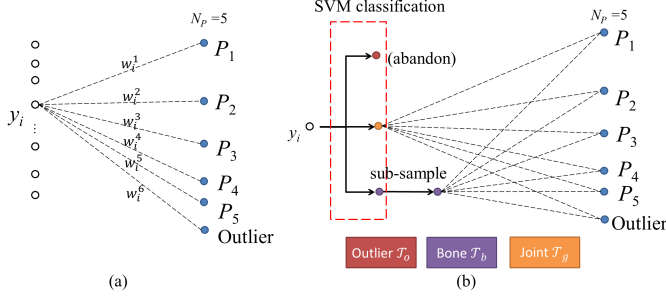 SVM classification
N_P =5
P_1
w_i^1
w_i^2
P_2
w_i^3
y_i
w_i^4
P_3
w_i^5
P_4
w_i^6
P_5
Outlier
(a)
N_P =5
P_1
(abandon)
P_2
y_i
P_3
sub-sample
P_4
P_5
Outlier
Outlier 𝒯_o
Bone 𝒯_b
Joint 𝒯_g
(b)